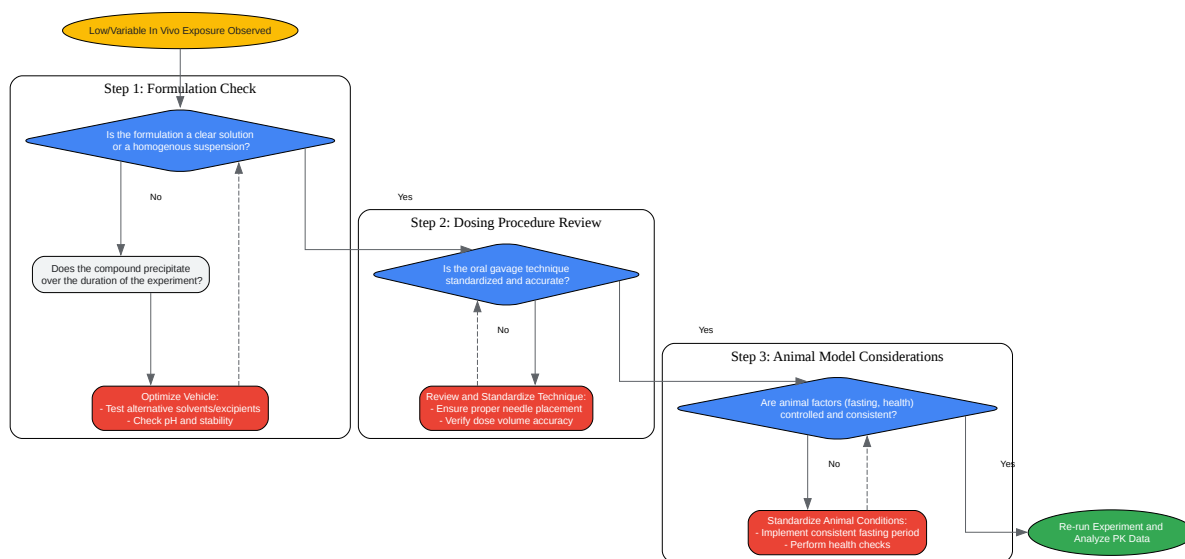 Low/Variable In Vivo Exposure Observed
Step 1: Formulation Check
Is the formulation a clear solution
or a homogenous suspension?
No
Yes
Does the compound precipitate
over the duration of the experiment?
Optimize Vehicle:
- Test alternative solvents/excipients
- Check pH and stability
Step 2: Dosing Procedure Review
Is the oral gavage technique
standardized and accurate?
No
Yes
Review and Standardize Technique:
- Ensure proper needle placement
- Verify dose volume accuracy
Step 3: Animal Model Considerations
Are animal factors (fasting, health)
controlled and consistent?
No
Yes
Standardize Animal Conditions:
- Implement consistent fasting period
- Perform health checks
Re-run Experiment and
Analyze PK Data